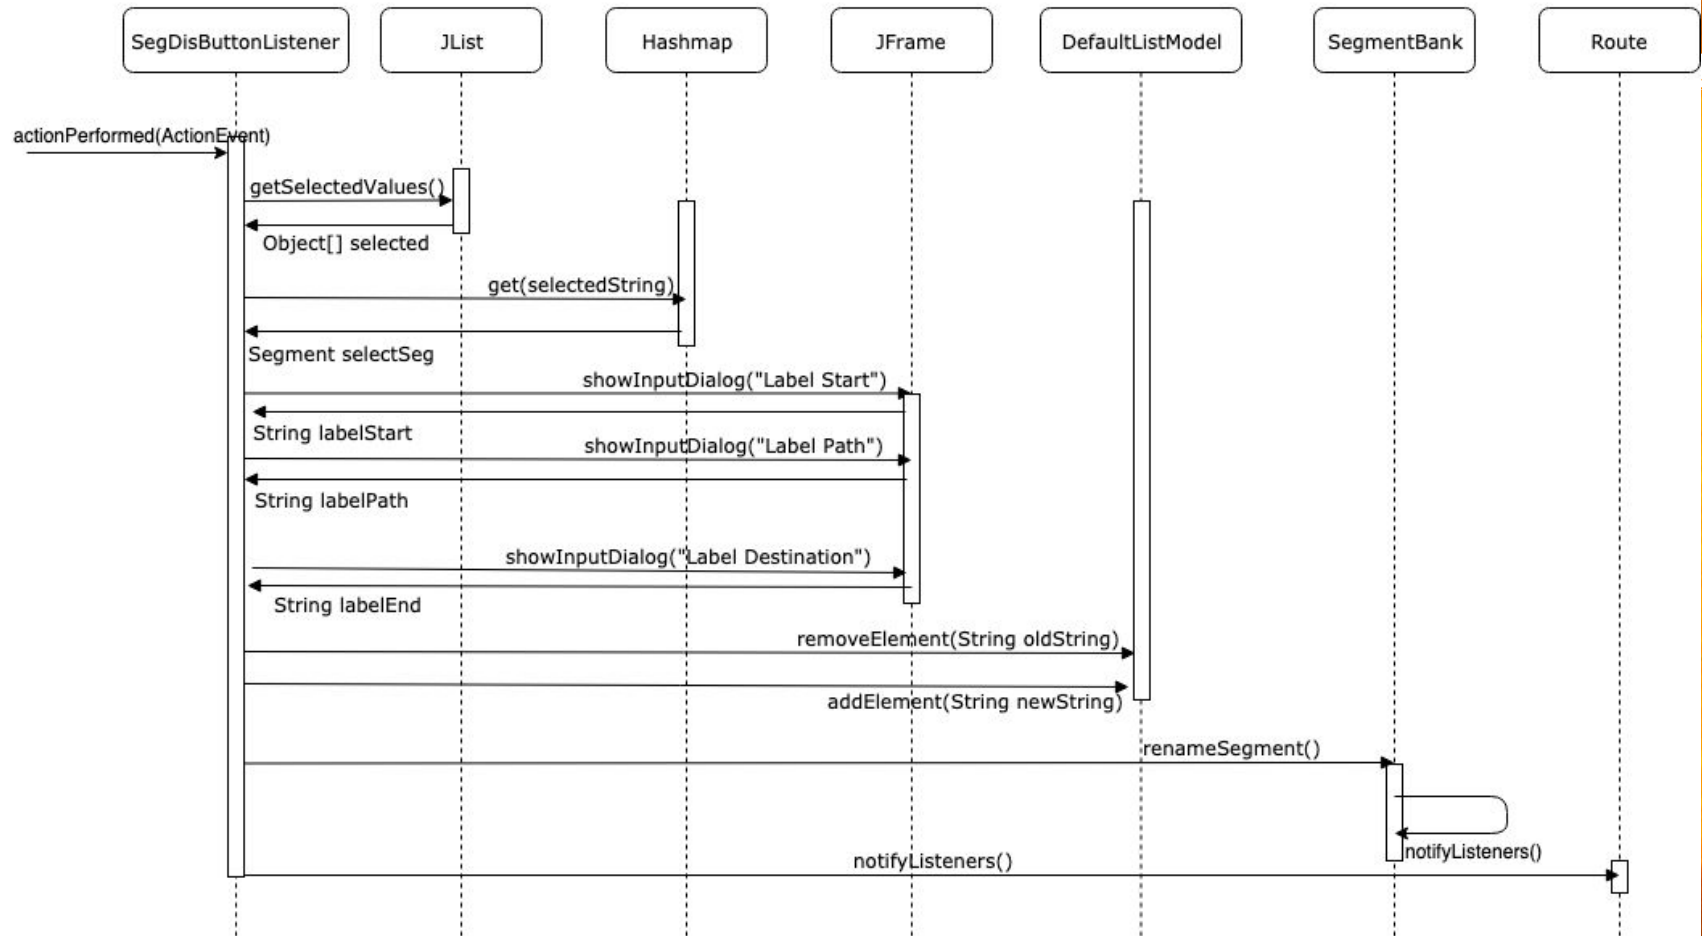 SegDisButtonListener
JList
Hashmap
JFrame
DefaultListModel
SegmentBank
Route
actionPerformed(ActionEvent)
getSelectedValues()
Object[] selected
get(selectedString)
Segment selectSeg
showInputDialog("Label Start")
String labelStart
showInputDialog("Label Path")
String labelPath
showInputDialog("Label Destination")
String labelEnd
removeElement(String oldString)
addElement(String newString)
renameSegment()
notifyListeners()
notifyListeners()